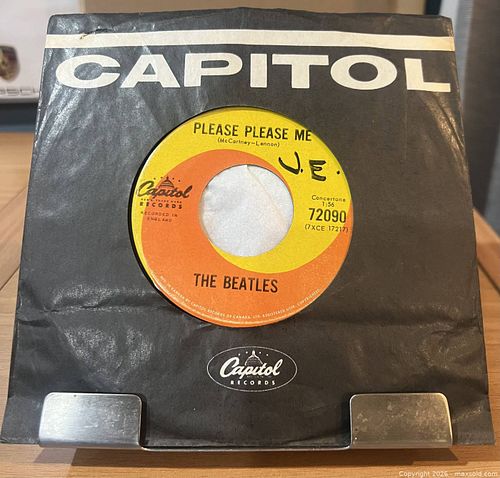 CAPITOL
PLEASE PLEASE ME
(McCartney-Lennon)
J.E.
Capitol
RECORDS
RECORDED IN
ENGLAND
Concertone
1:56
72090
(7XCE 17217)
THE BEATLES
Capitol
RECORDS
Copyright 2026 - maxsold.com